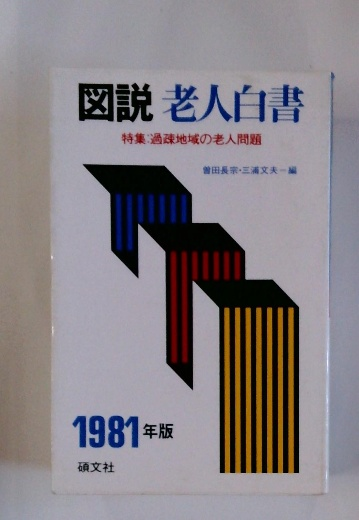 図説 老人白書
特集:過疎地域の老人問題
曽田長宗・三浦文夫=編
1981年版
碩文社